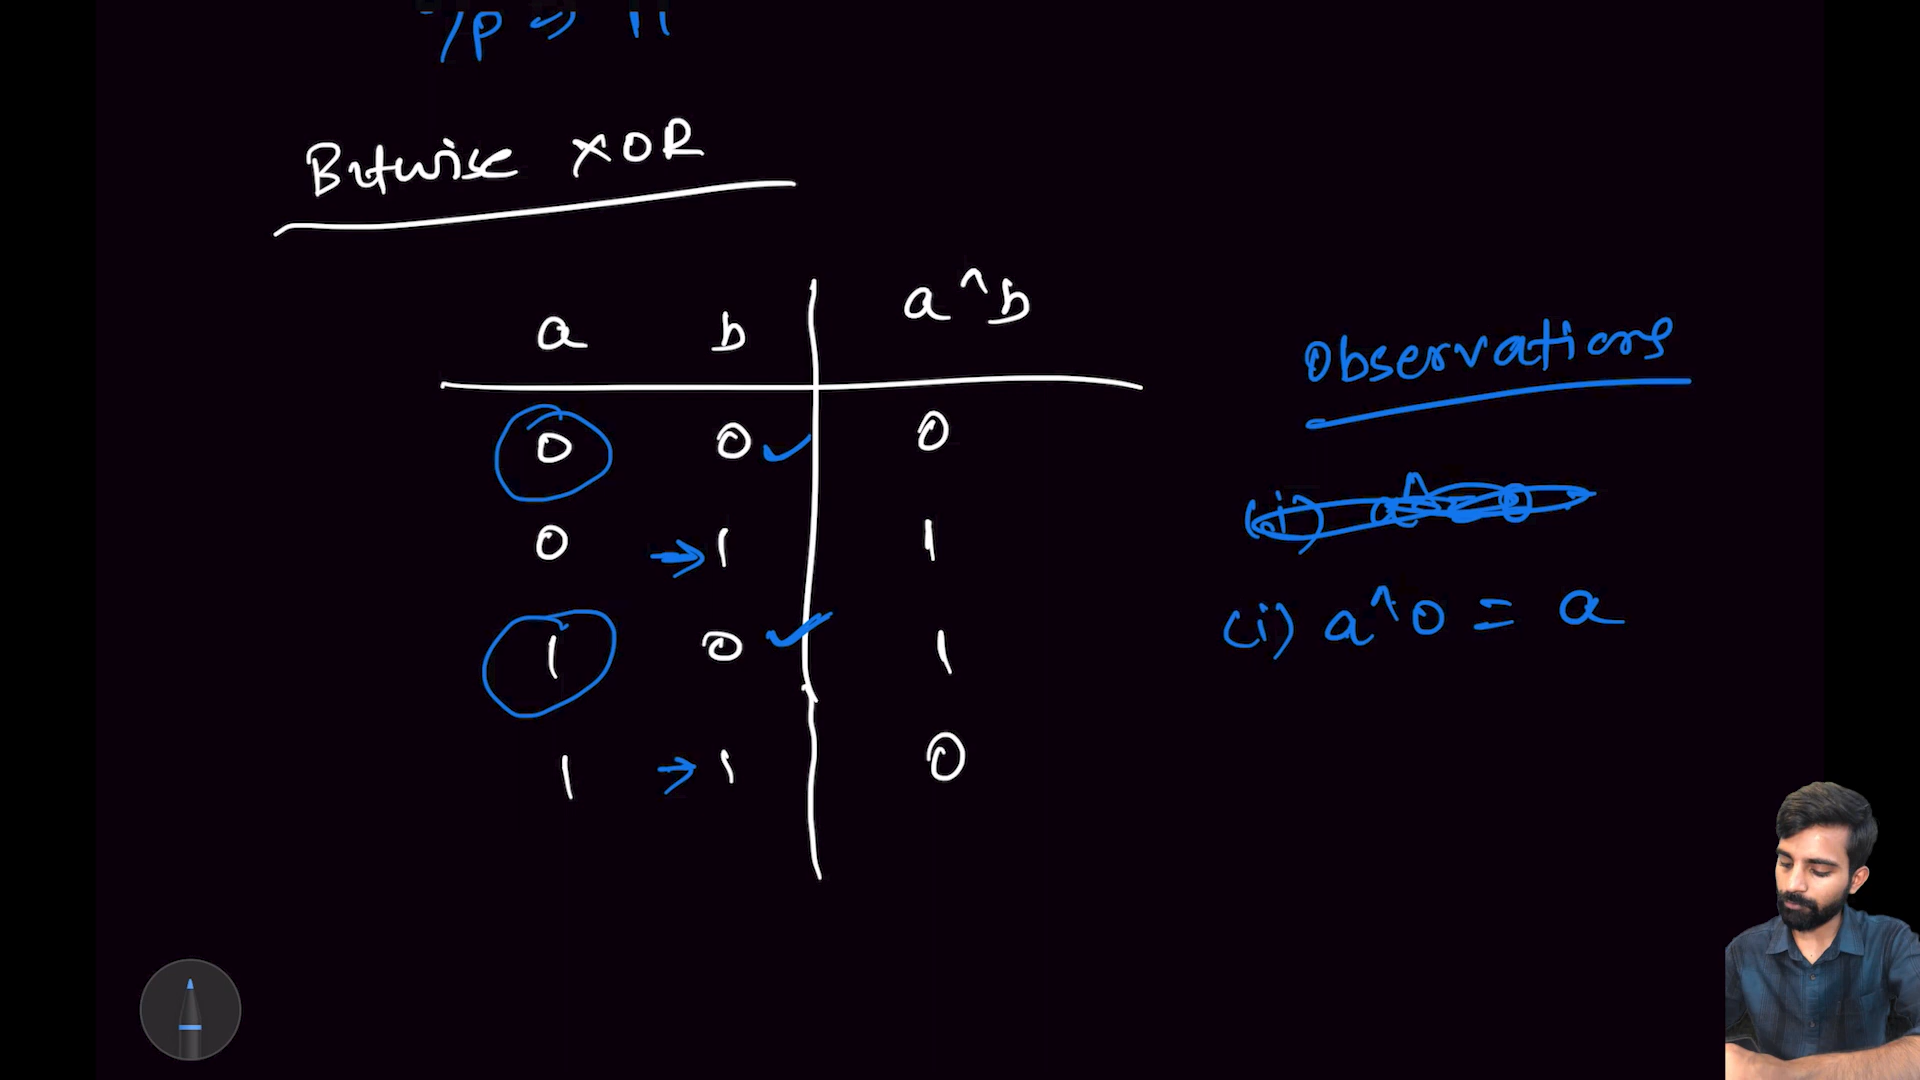 Bitwise XOR
a b a^b
0 0 0
0 → 1 1
1 0 1
1 → 1 0
Observations
(i) a^0 = a